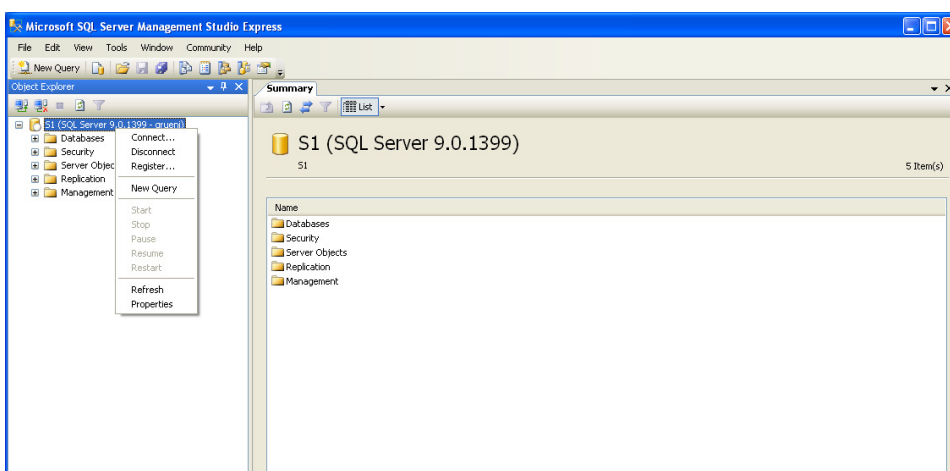 Microsoft SQL Server Management Studio Express
File Edit View Tools Window Community Help
New Query
Object Explorer
Summary
List
S1 (SQL Server 9.0.1399 - grueni)
Databases
Security
Server Objec
Replication
Management
Connect...
Disconnect
Register...
New Query
Start
Stop
Pause
Resume
Restart
Refresh
Properties
S1 (SQL Server 9.0.1399)
S1
5 Item(s)
Name
Databases
Security
Server Objects
Replication
Management